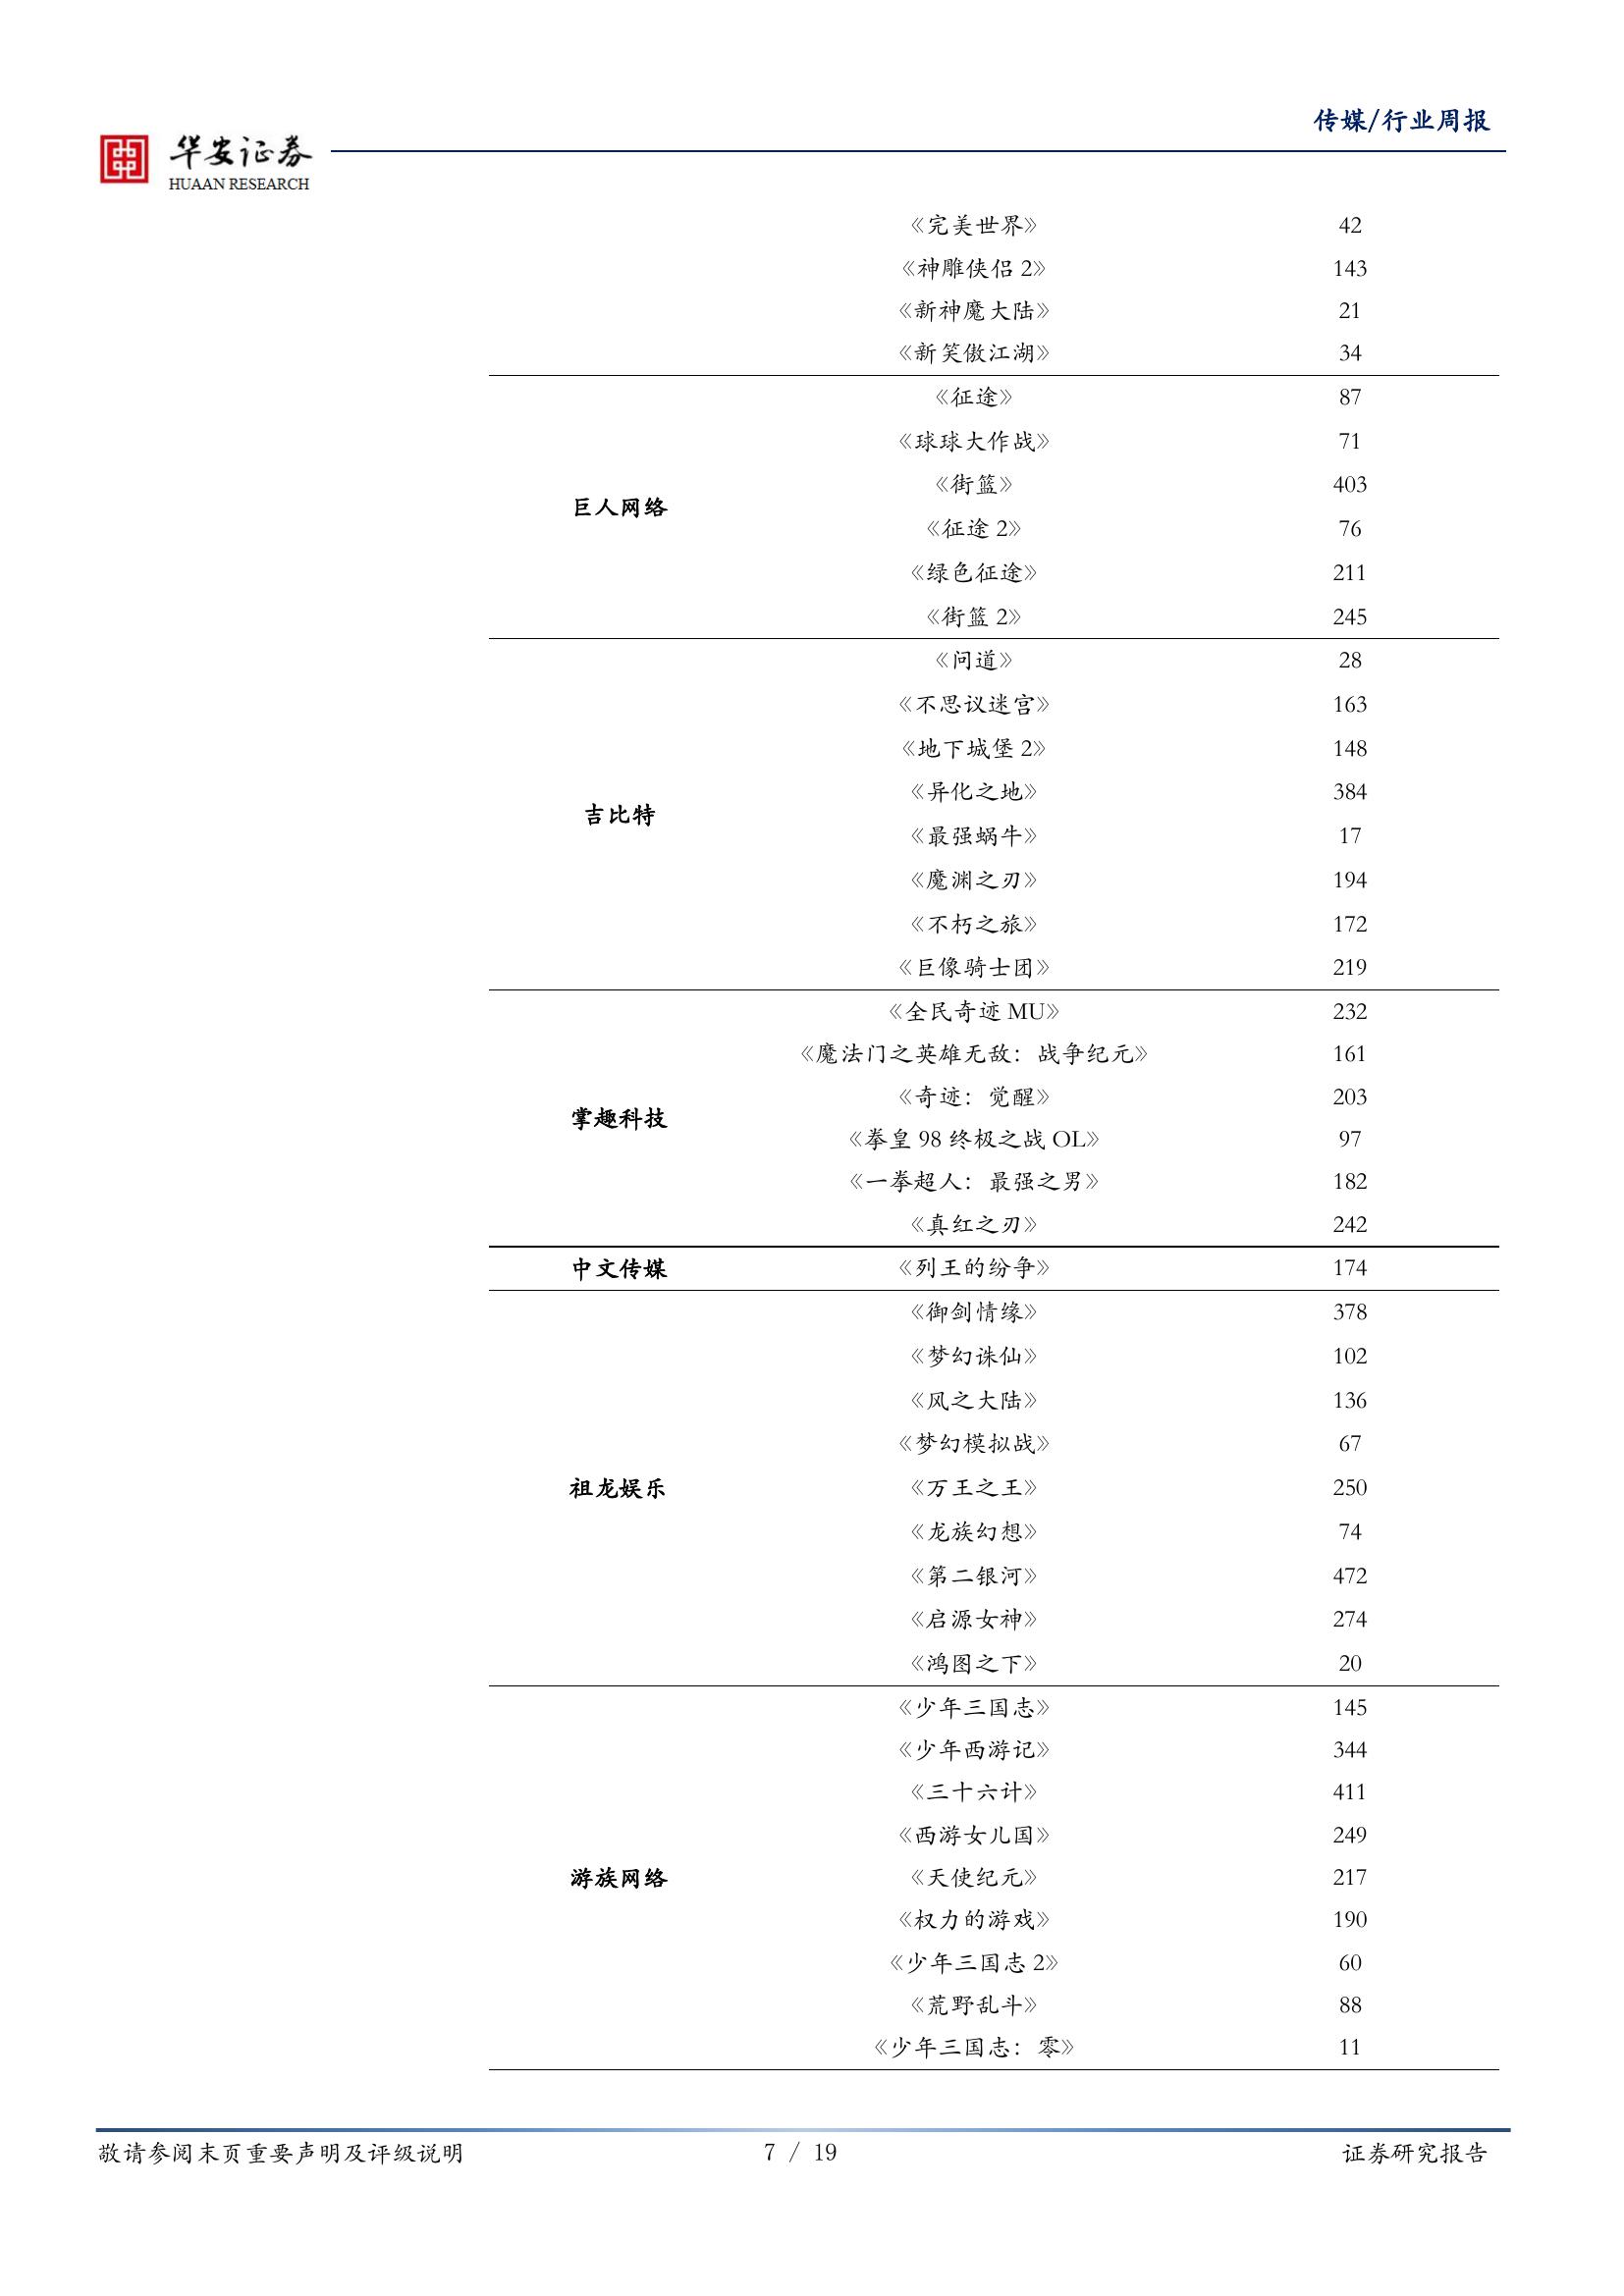 传媒/行业周报
华安证券
HUAAN RESEARCH
《完美世界》 42
《神雕侠侣 2》 143
《新神魔大陆》 21
《新笑傲江湖》 34
《征途》 87
《球球大作战》 71
《街篮》 403
巨人网络
《征途 2》 76
《绿色征途》 211
《街篮 2》 245
《问道》 28
《不思议迷宫》 163
《地下城堡 2》 148
《异化之地》 384
吉比特
《最强蜗牛》 17
《魔渊之刃》 194
《不朽之旅》 172
《巨像骑士团》 219
《全民奇迹 MU》 232
《魔法门之英雄无敌：战争纪元》 161
《奇迹：觉醒》 203
掌趣科技
《拳皇 98 终极之战 OL》 97
《一拳超人：最强之男》 182
《真红之刃》 242
中文传媒 《列王的纷争》 174
《御剑情缘》 378
《梦幻诛仙》 102
《风之大陆》 136
《梦幻模拟战》 67
祖龙娱乐 《万王之王》 250
《龙族幻想》 74
《第二银河》 472
《启源女神》 274
《鸿图之下》 20
《少年三国志》 145
《少年西游记》 344
《三十六计》 411
《西游女儿国》 249
游族网络 《天使纪元》 217
《权力的游戏》 190
《少年三国志 2》 60
《荒野乱斗》 88
《少年三国志：零》 11
敬请参阅末页重要声明及评级说明 7 / 19 证券研究报告